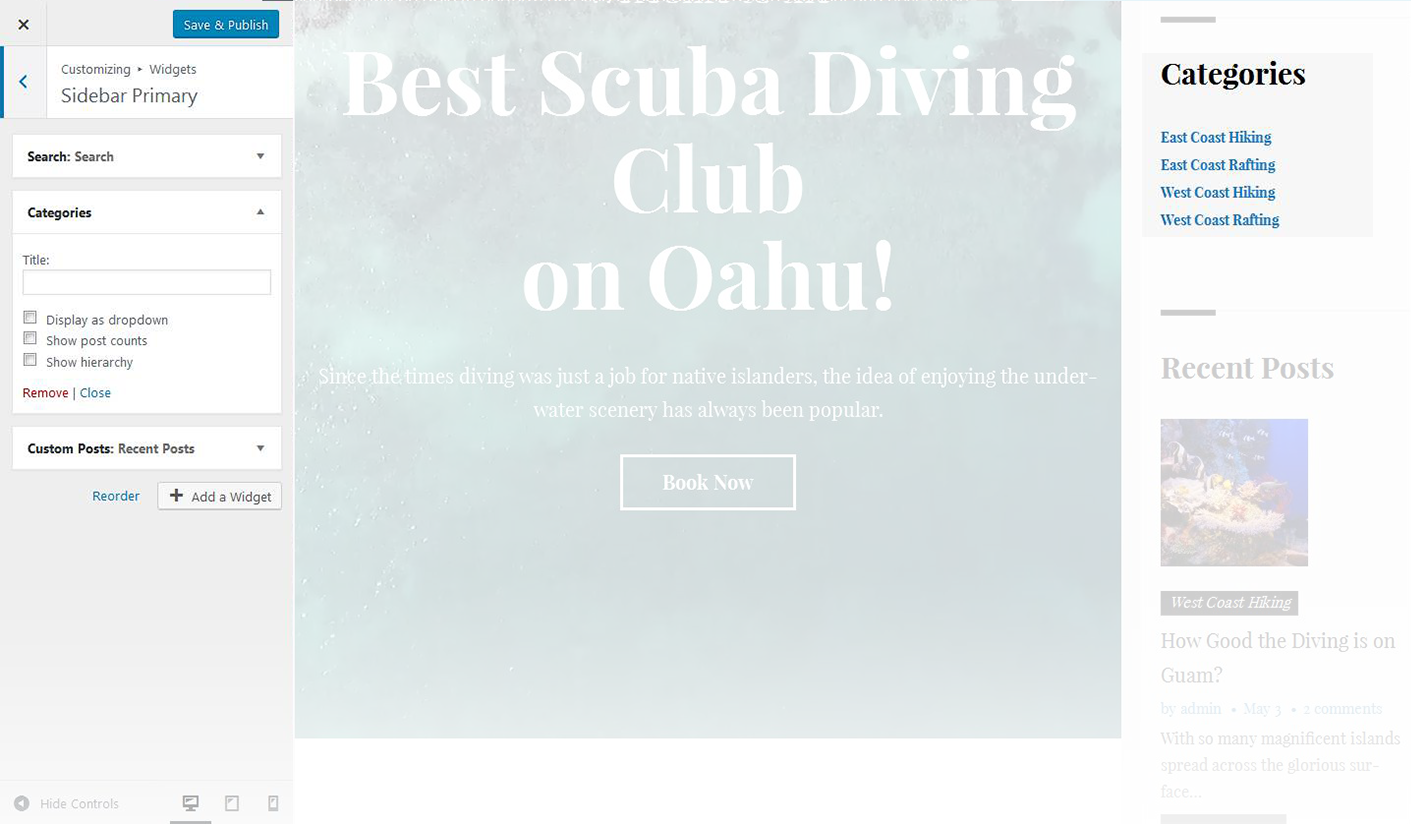 Save & Publish
Customizing ▸ Widgets
Sidebar Primary
Search: Search
Categories
Title:
Display as dropdown
Show post counts
Show hierarchy
Remove | Close
Custom Posts: Recent Posts
Reorder
Add a Widget
Hide Controls
Best Scuba Diving
Club
on Oahu!
Since the times diving was just a job for native islanders, the idea of enjoying the under-
water scenery has always been popular.
Book Now
Categories
East Coast Hiking
East Coast Rafting
West Coast Hiking
West Coast Rafting
Recent Posts
West Coast Hiking
How Good the Diving is on
Guam?
by admin • May 3 • 2 comments
With so many magnificent islands
spread across the glorious sur-
face...